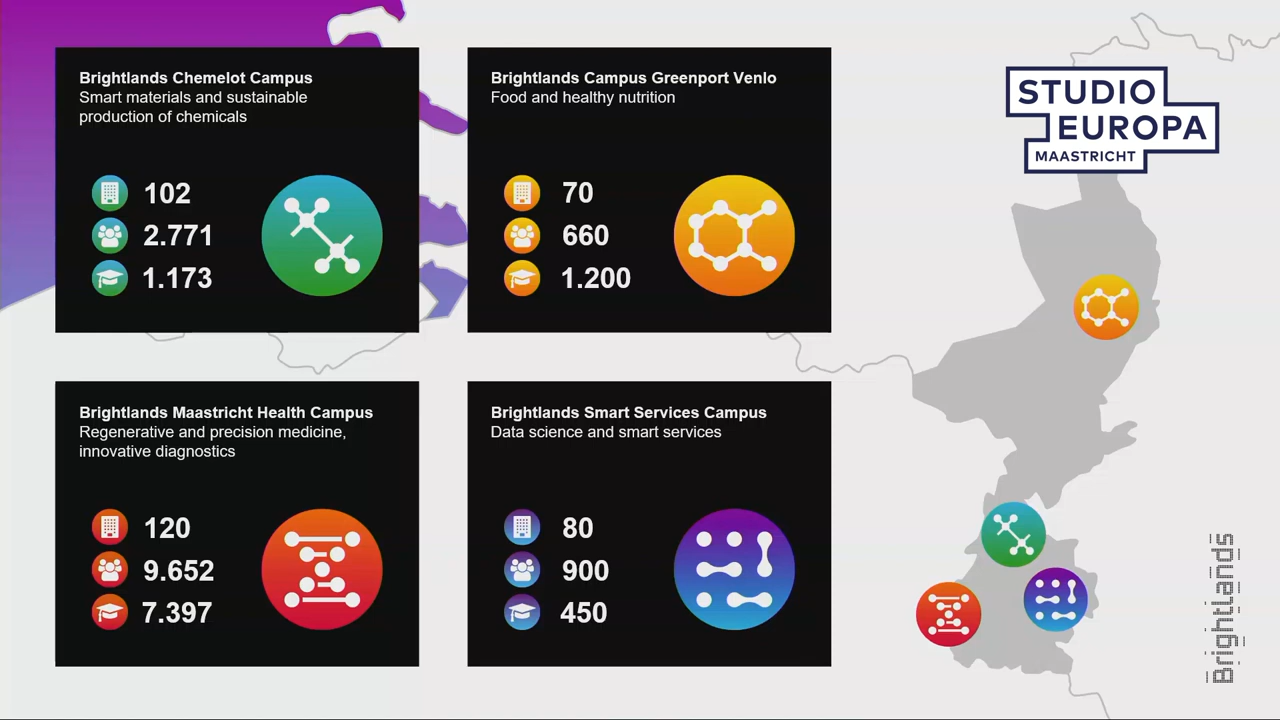 Brightlands Chemelot Campus
Smart materials and sustainable
production of chemicals
102
2.771
1.173
Brightlands Campus Greenport Venlo
Food and healthy nutrition
70
660
1.200
Brightlands Maastricht Health Campus
Regenerative and precision medicine,
innovative diagnostics
120
9.652
7.397
Brightlands Smart Services Campus
Data science and smart services
80
900
450
STUDIO
EUROPA
MAASTRICHT
Brightlands